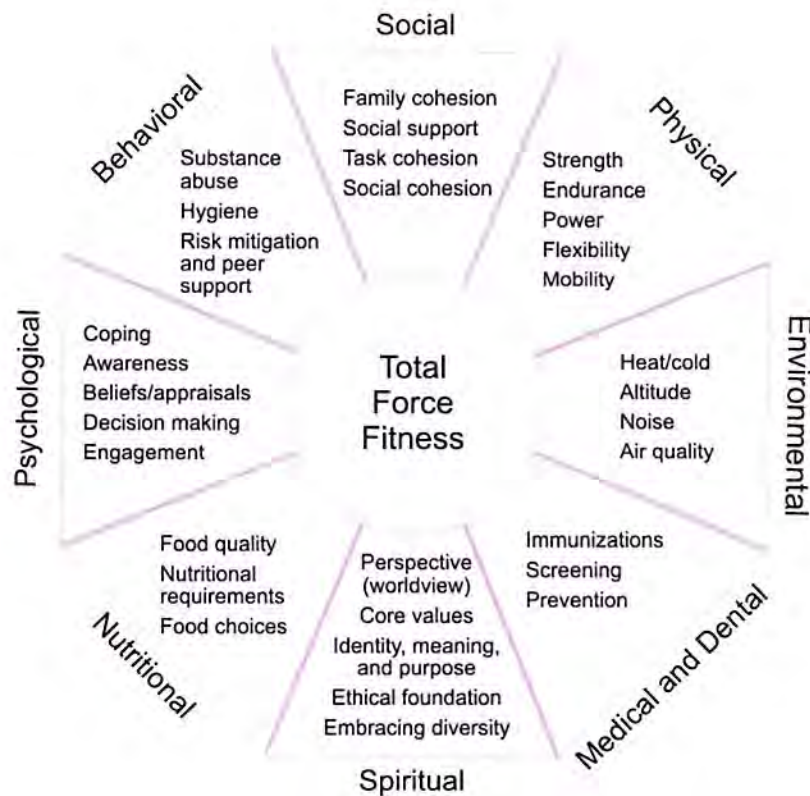 Social
Family cohesion
Social support
Task cohesion
Social cohesion
Physical
Strength
Endurance
Power
Flexibility
Mobility
Environmental
Heat/cold
Altitude
Noise
Air quality
Medical and Dental
Immunizations
Screening
Prevention
Spiritual
Perspective
(worldview)
Core values
Identity, meaning,
and purpose
Ethical foundation
Embracing diversity
Nutritional
Food quality
Nutritional
requirements
Food choices
Psychological
Coping
Awareness
Beliefs/appraisals
Decision making
Engagement
Behavioral
Substance
abuse
Hygiene
Risk mitigation
and peer
support
Total
Force
Fitness